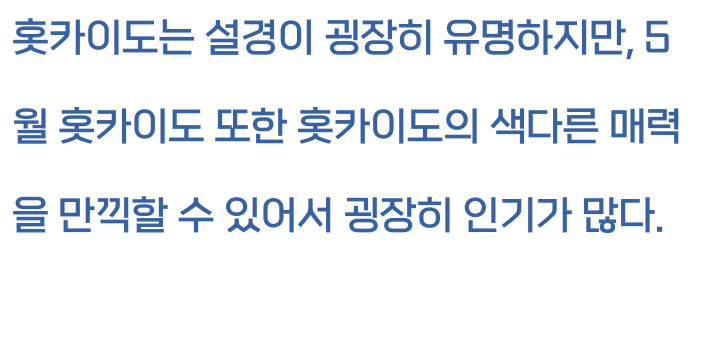 홋카이도는 설경이 굉장히 유명하지만, 5
월 홋카이도 또한 홋카이도의 색다른 매력
을 만끽할 수 있어서 굉장히 인기가 많다.